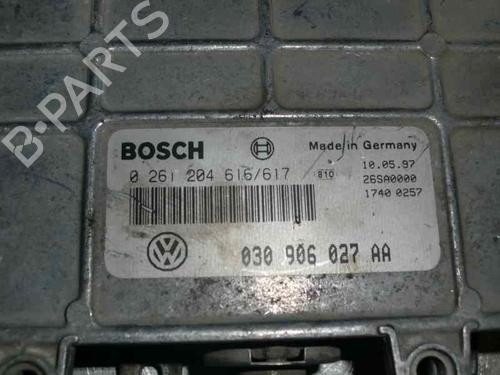 B-PARTS
BOSCH
Made in Germany
0 261 204 616/617
810
10.05.97
26SA0000
1740 0257
VW
030 906 027 AA